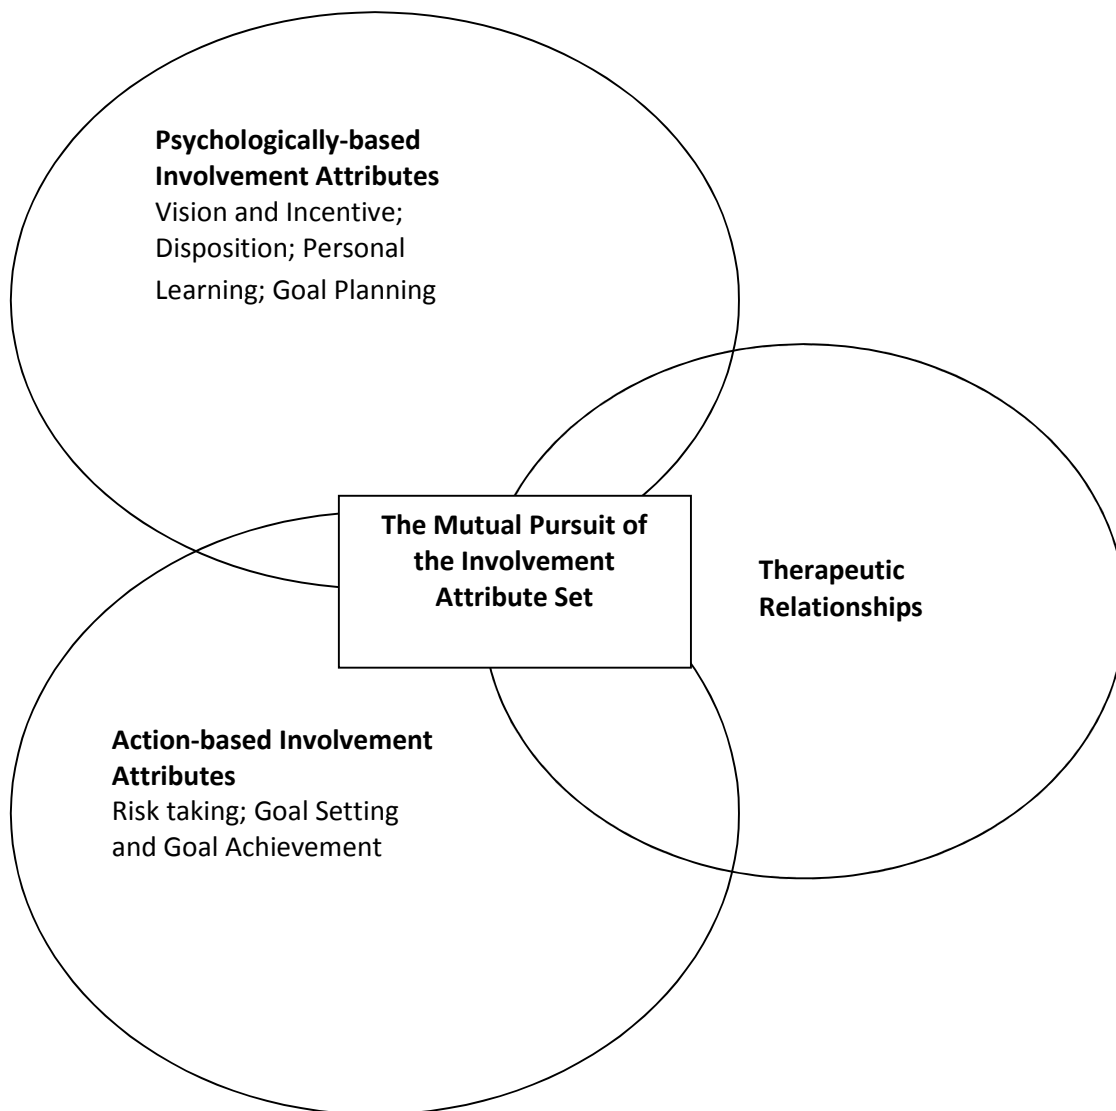 Psychologically-based
Involvement Attributes
Vision and Incentive;
Disposition; Personal
Learning; Goal Planning
The Mutual Pursuit of
the Involvement
Attribute Set
Therapeutic
Relationships
Action-based Involvement
Attributes
Risk taking; Goal Setting
and Goal Achievement